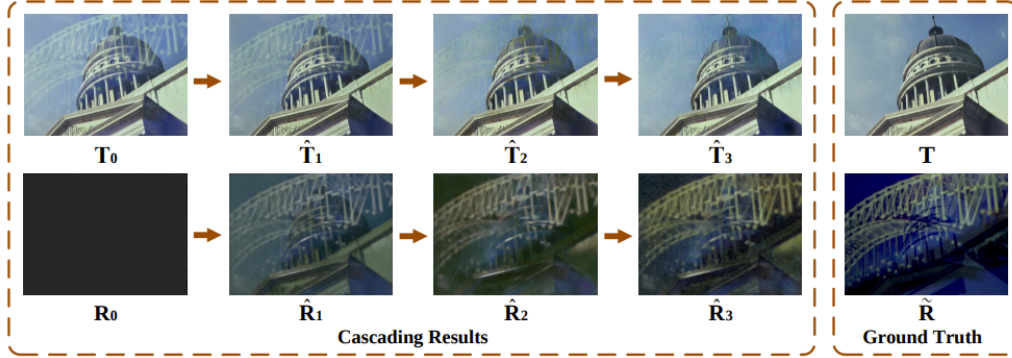 T₀ T̂₁ T̂₂ T̂₃ T
R₀ R̂₁ R̂₂ R̂₃ R̃
Cascading Results Ground Truth